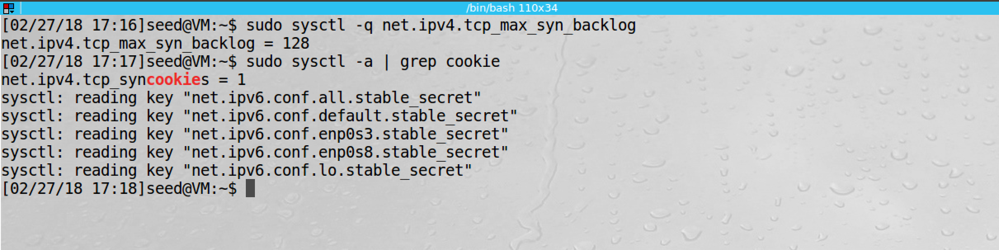 /bin/bash 110x34
[02/27/18 17:16]seed@VM:~$ sudo sysctl -q net.ipv4.tcp_max_syn_backlog
net.ipv4.tcp_max_syn_backlog = 128
[02/27/18 17:17]seed@VM:~$ sudo sysctl -a | grep cookie
net.ipv4.tcp_syncookies = 1
sysctl: reading key "net.ipv6.conf.all.stable_secret"
sysctl: reading key "net.ipv6.conf.default.stable_secret"
sysctl: reading key "net.ipv6.conf.enp0s3.stable_secret"
sysctl: reading key "net.ipv6.conf.enp0s8.stable_secret"
sysctl: reading key "net.ipv6.conf.lo.stable_secret"
[02/27/18 17:18]seed@VM:~$